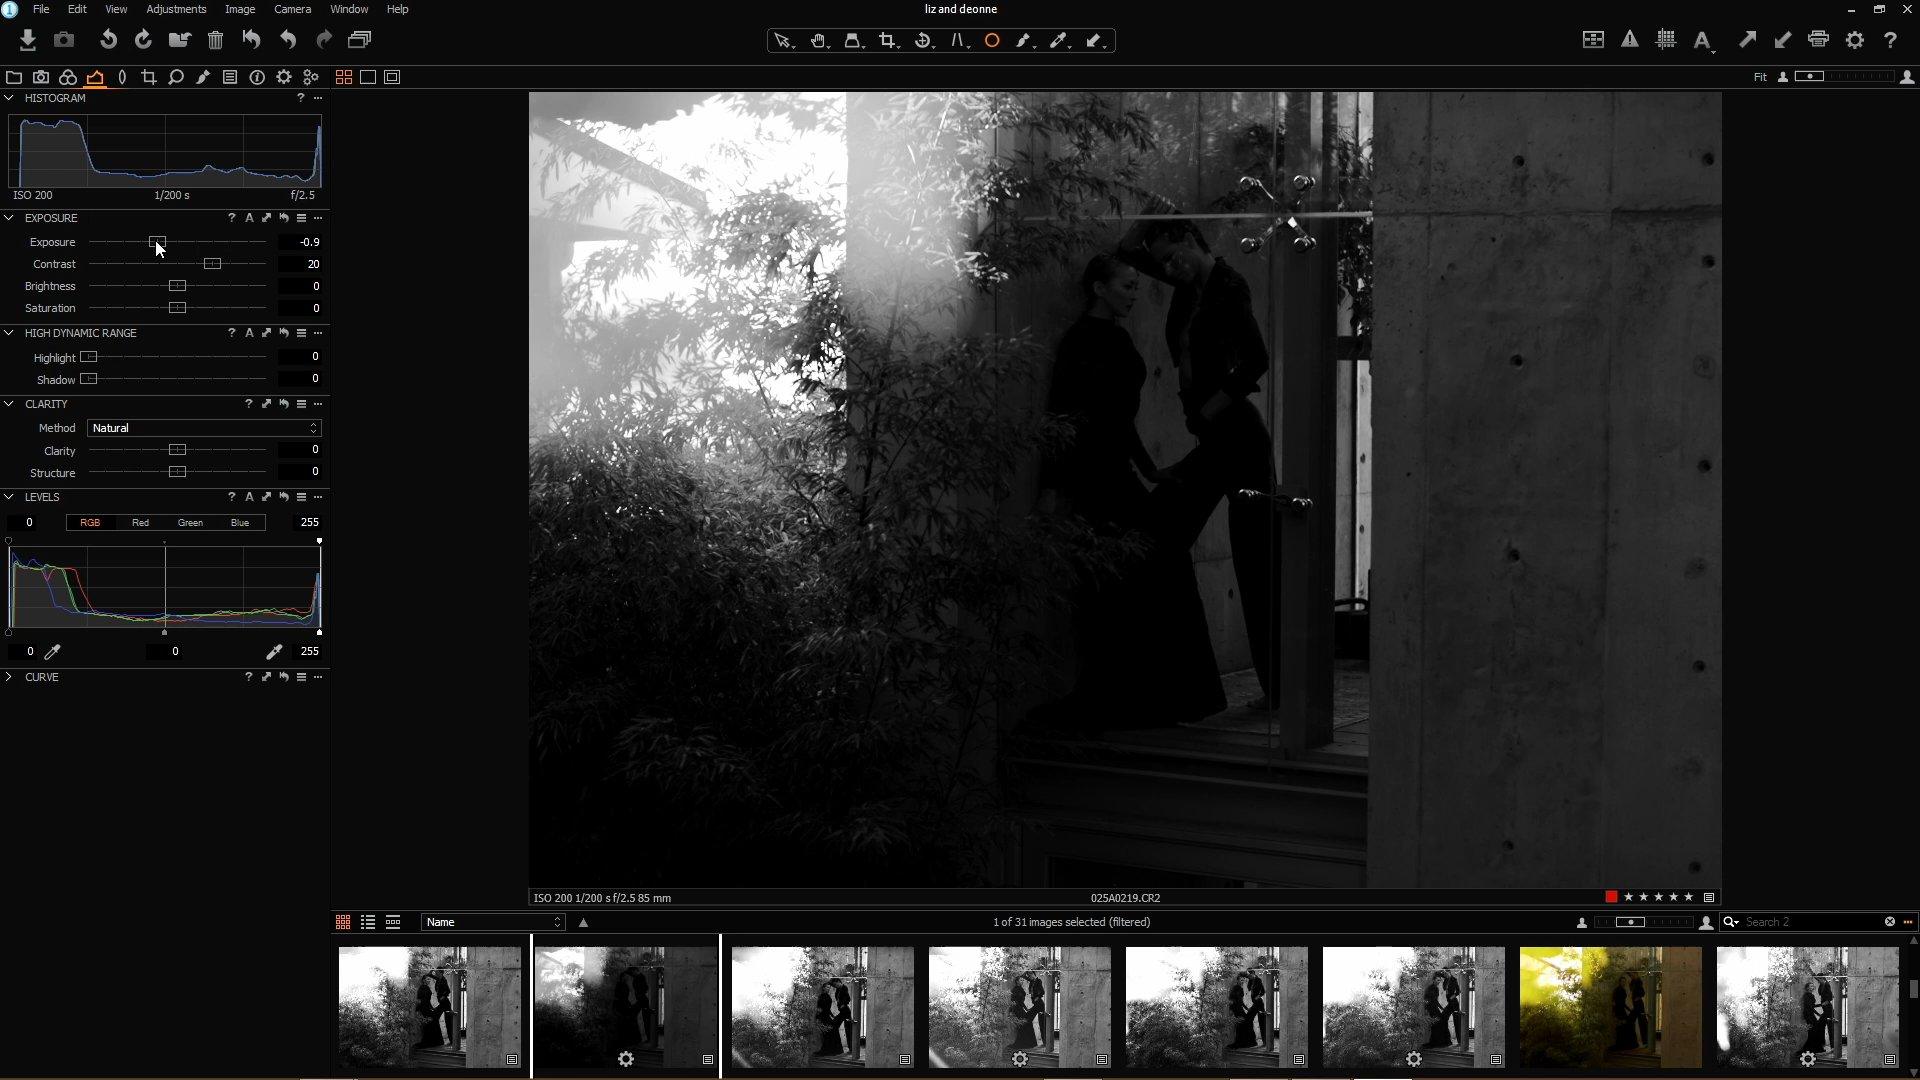 1 File Edit View Adjustments Image Camera Window Help
liz and deonne
A ?
Fit
HISTOGRAM ? ...
ISO 200 1/200 s f/2.5
EXPOSURE ? A ...
Exposure -0.9
Contrast 20
Brightness 0
Saturation 0
HIGH DYNAMIC RANGE ? A ...
Highlight 0
Shadow 0
CLARITY ? ...
Method Natural
Clarity 0
Structure 0
LEVELS ? A ...
0 RGB Red Green Blue 255
0 0 255
CURVE ? ...
ISO 200 1/200 s f/2.5 85 mm
025A0219.CR2
Name
1 of 31 images selected (filtered)
Search 2